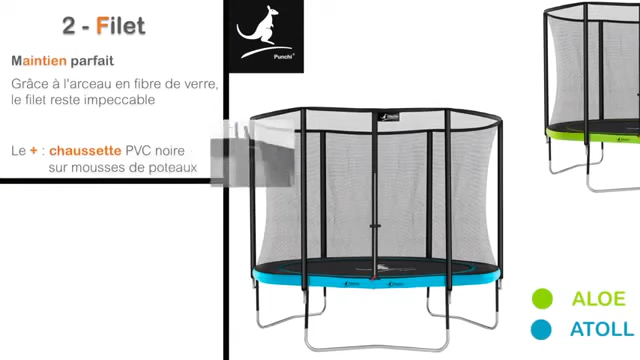 2 - Filet
Maintien parfait
Grâce à l'arceau en fibre de verre,
le filet reste impeccable
Le + : chaussette PVC noire
sur mousses de poteaux
Punchi
ALOE
ATOLL